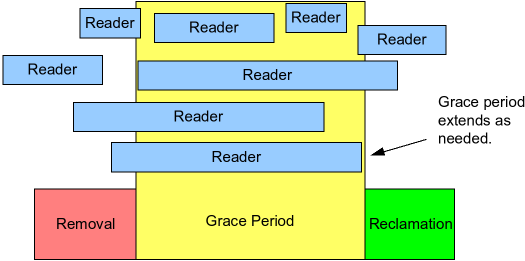 Reader
Reader
Reader
Reader
Reader
Reader
Reader
Reader
Grace period
extends as
needed.
Removal
Grace Period
Reclamation